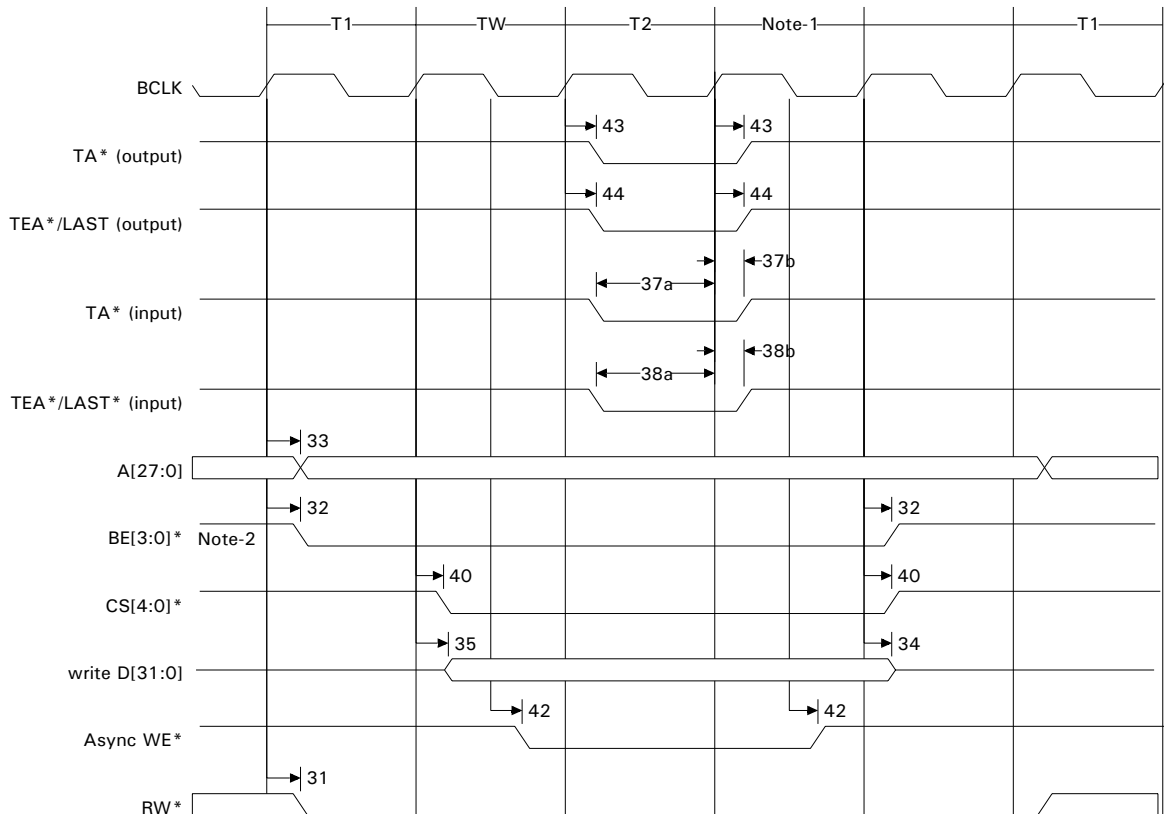 T1 TW T2 Note-1 T1
BCLK
43 43
TA* (output)
44 44
TEA*/LAST (output)
37b
37a
TA* (input)
38b
38a
TEA*/LAST* (input)
33
A[27:0]
32 32
BE[3:0]* Note-2
40 40
CS[4:0]*
35 34
write D[31:0]
42 42
Async WE*
31
RW*